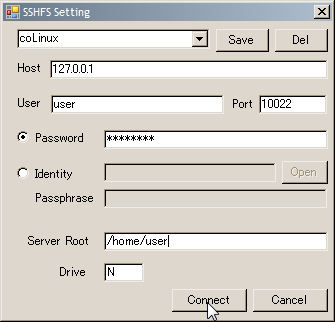 SSHFS Setting
coLinux Save Del
Host 127.0.0.1
User user Port 10022
Password ********
Identity Open
Passphrase
Server Root /home/user
Drive N
Connect Cancel